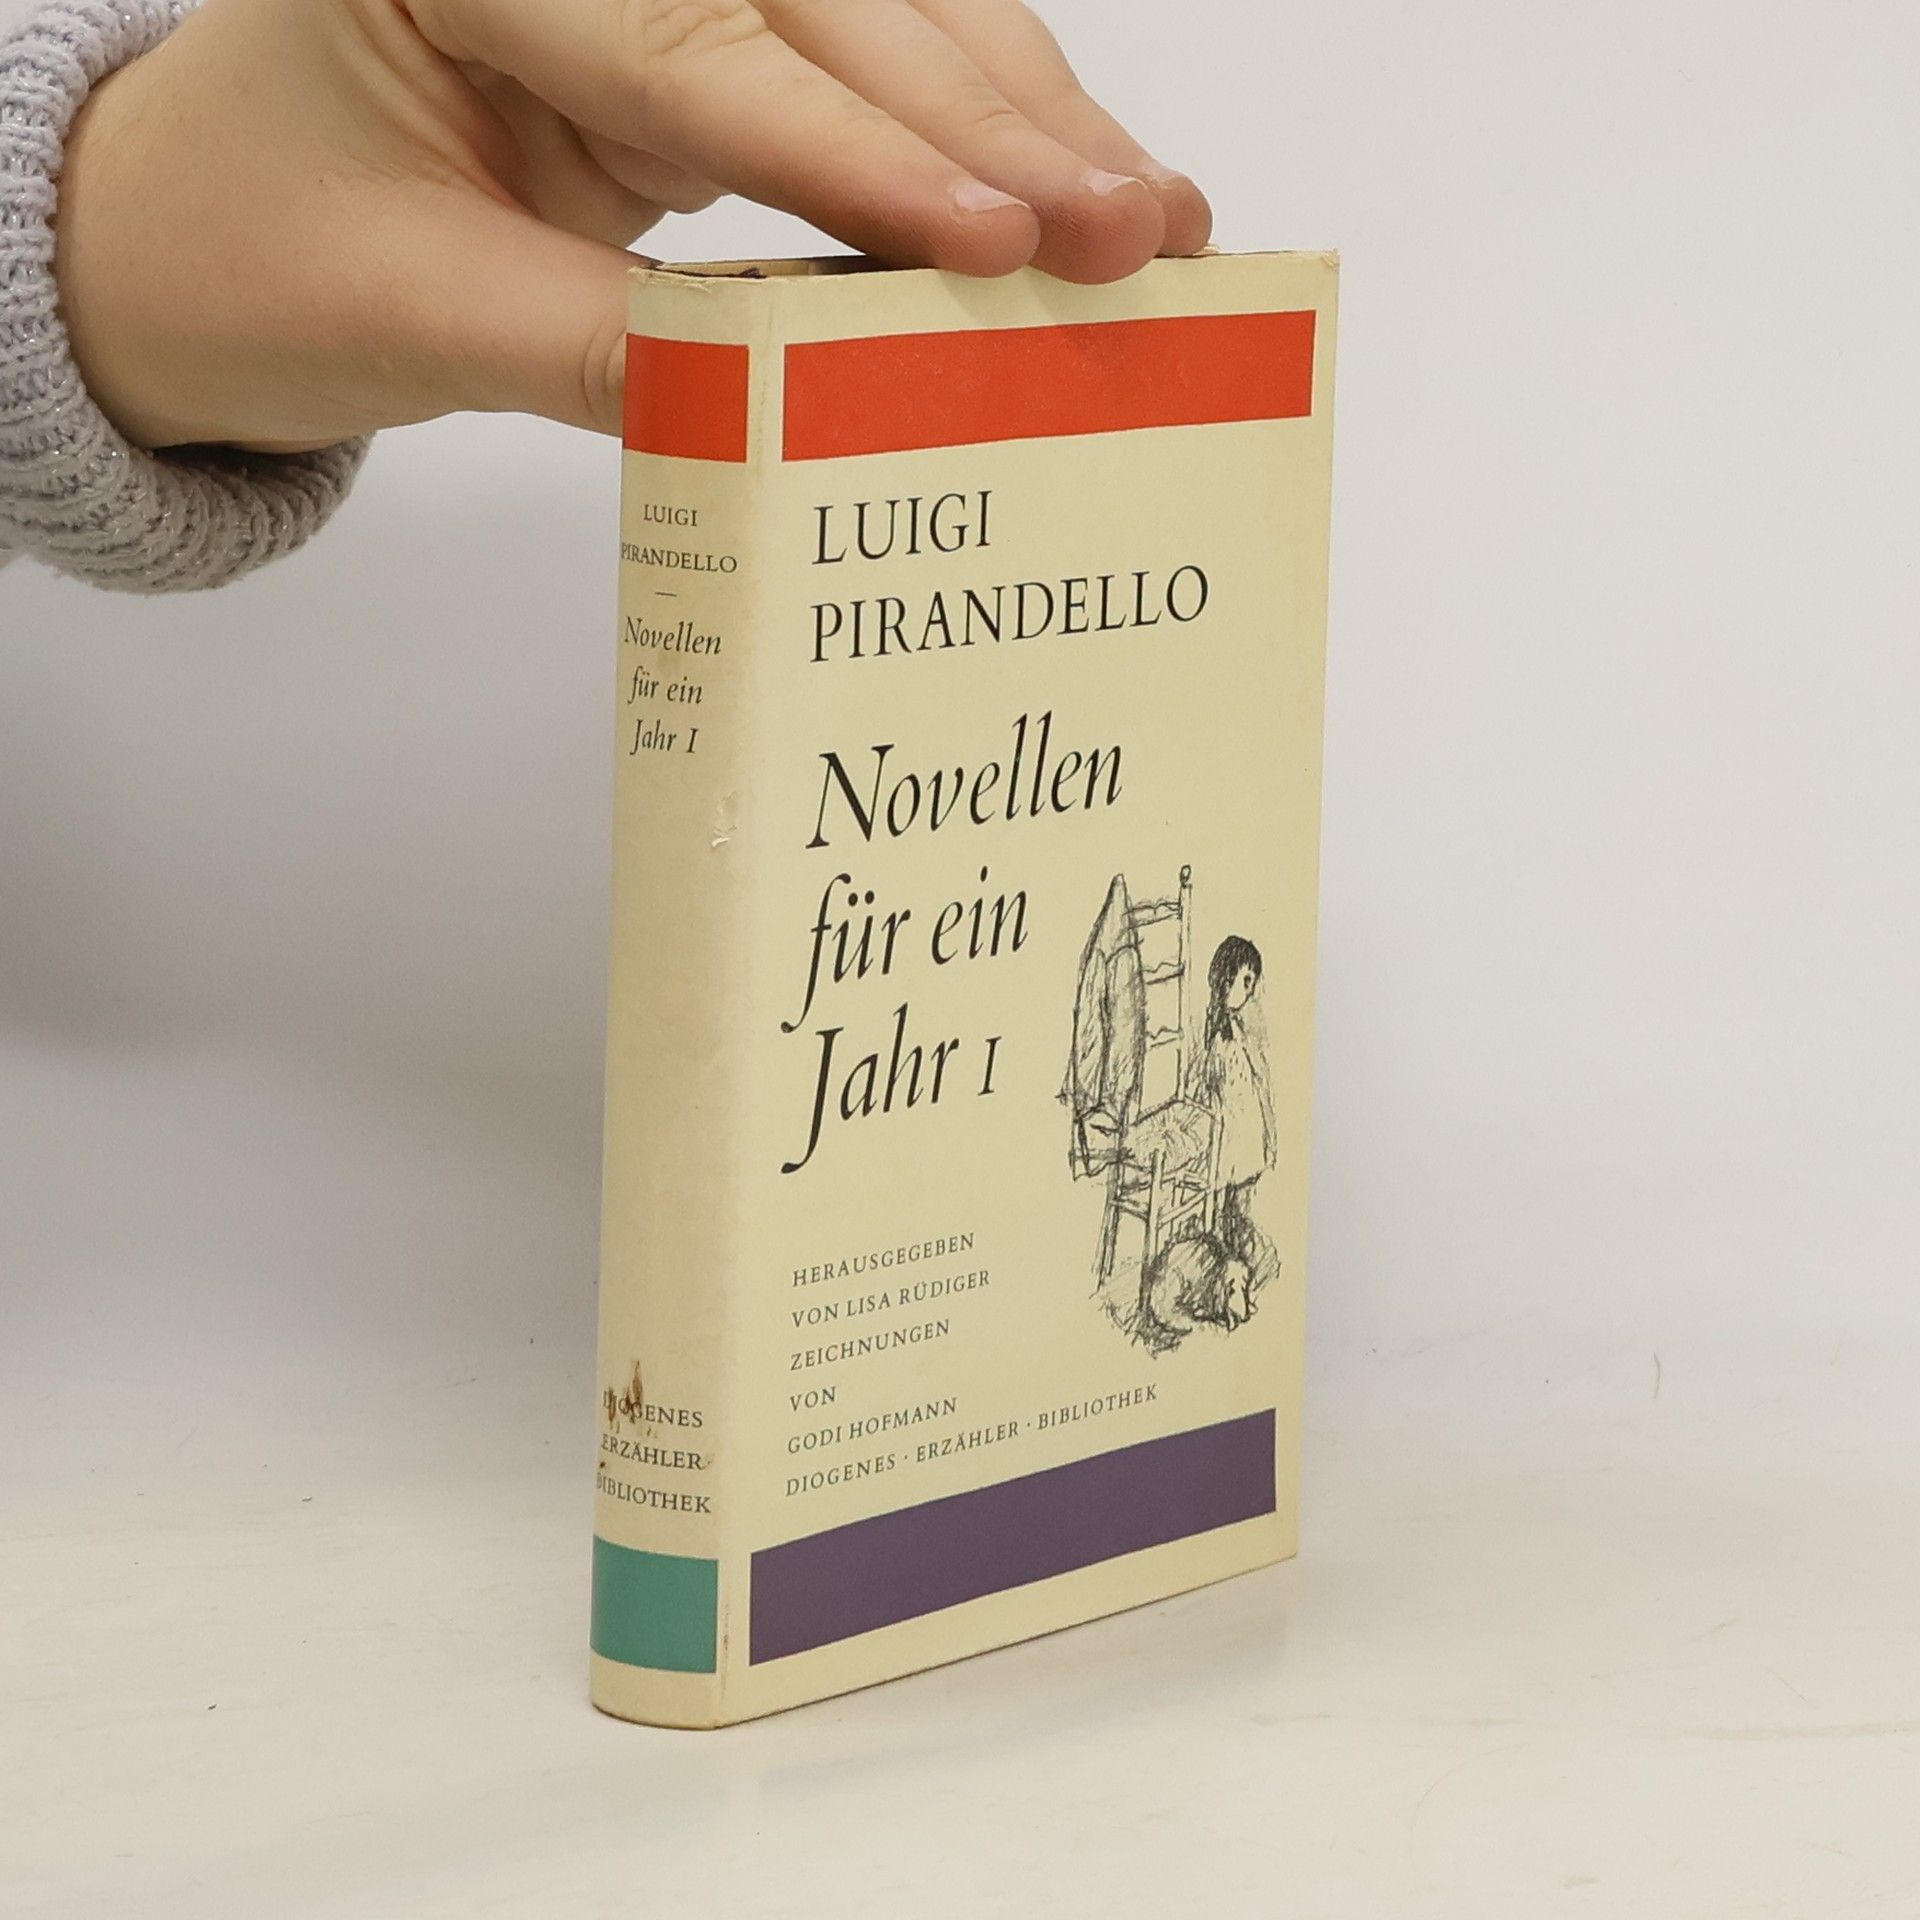 LUIGI
PIRANDELLO
Novellen
für ein
Jahr I
DIOGENES
ERZÄHLER
BIBLIOTHEK
LUIGI
PIRANDELLO
Novellen
für ein
Jahr I
HERAUSGEGEBEN
VON LISA RÜDIGER
ZEICHNUNGEN
VON
GODI HOFMANN
DIOGENES · ERZÄHLER · BIBLIOTHEK